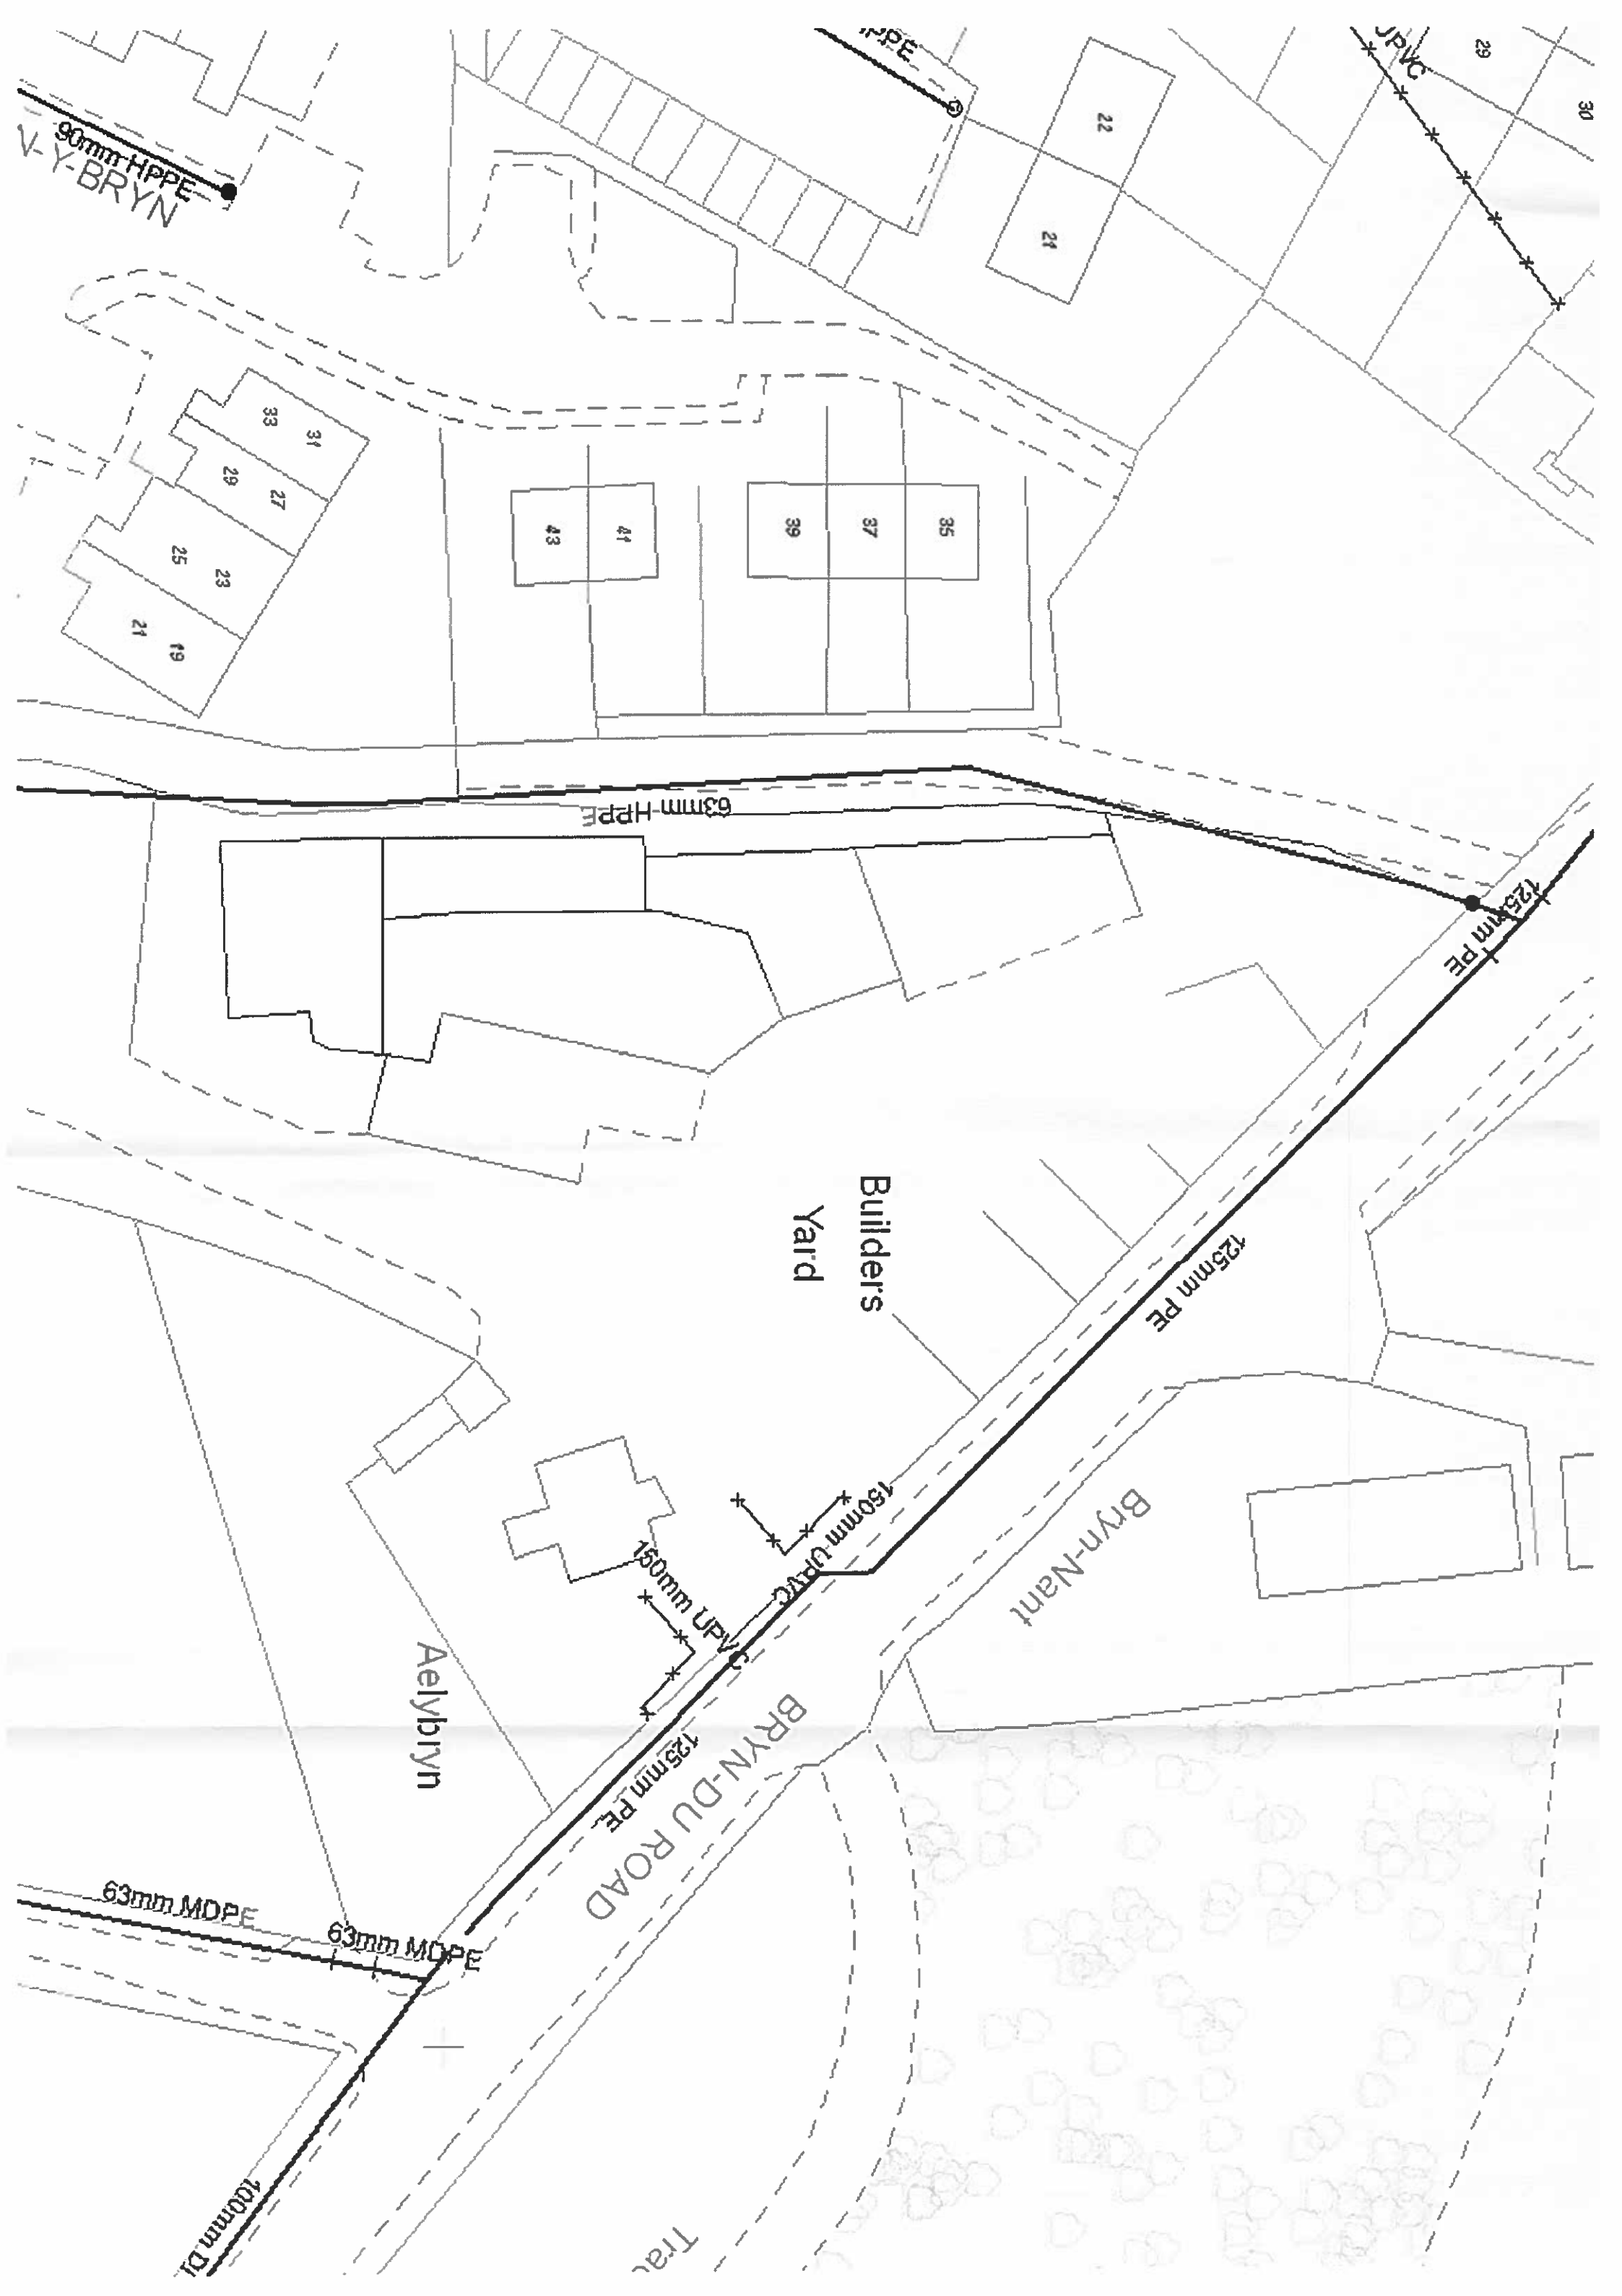 UPVC
29
30
22
21
90mm HPPE
V-Y-BRYN
33
31
29
27
25
23
21
19
43
41
39
37
35
63mm HPPE
125mm PE
Builders
Yard
125mm PE
Bryn-Nant
150mm UPVC
150mm UPVC
Aelybryn
125mm PE
BRYN-DU ROAD
63mm MDPE
63mm MDPE
100mm DI